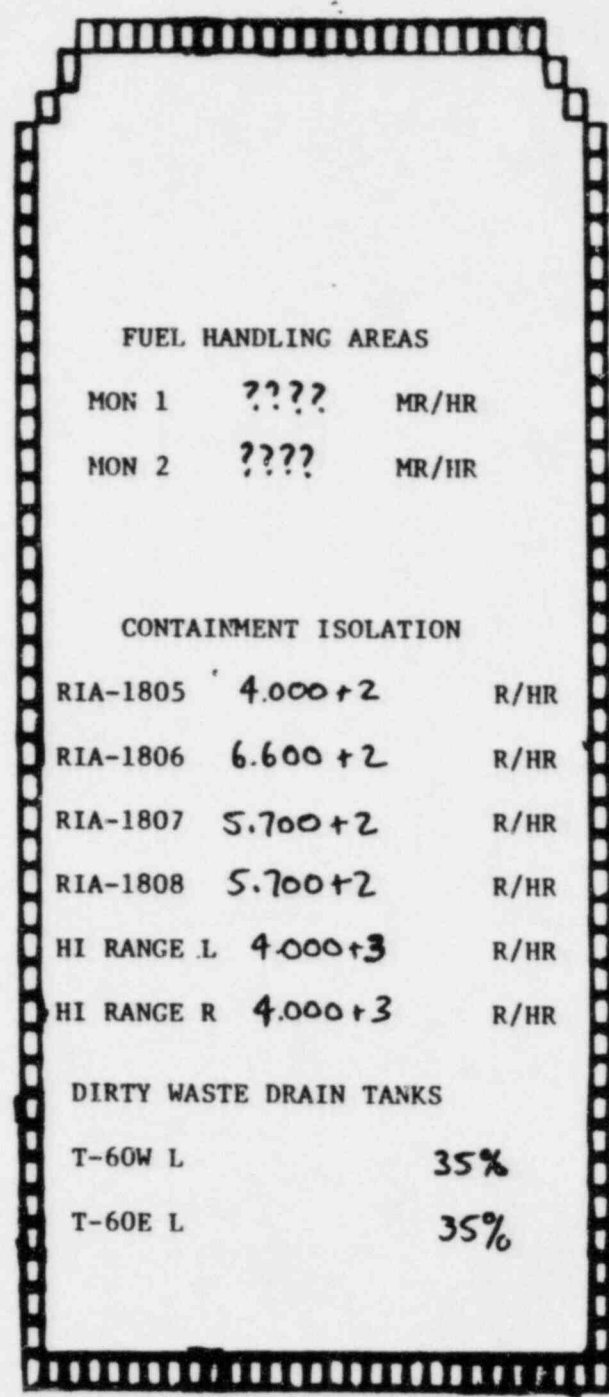 FUEL HANDLING AREAS
MON 1 ???? MR/HR
MON 2 ???? MR/HR
CONTAINMENT ISOLATION
RIA-1805 4.000+2 R/HR
RIA-1806 6.600+2 R/HR
RIA-1807 5.700+2 R/HR
RIA-1808 5.700+2 R/HR
HI RANGE L 4.000+3 R/HR
HI RANGE R 4.000+3 R/HR
DIRTY WASTE DRAIN TANKS
T-60W L 35%
T-60E L 35%